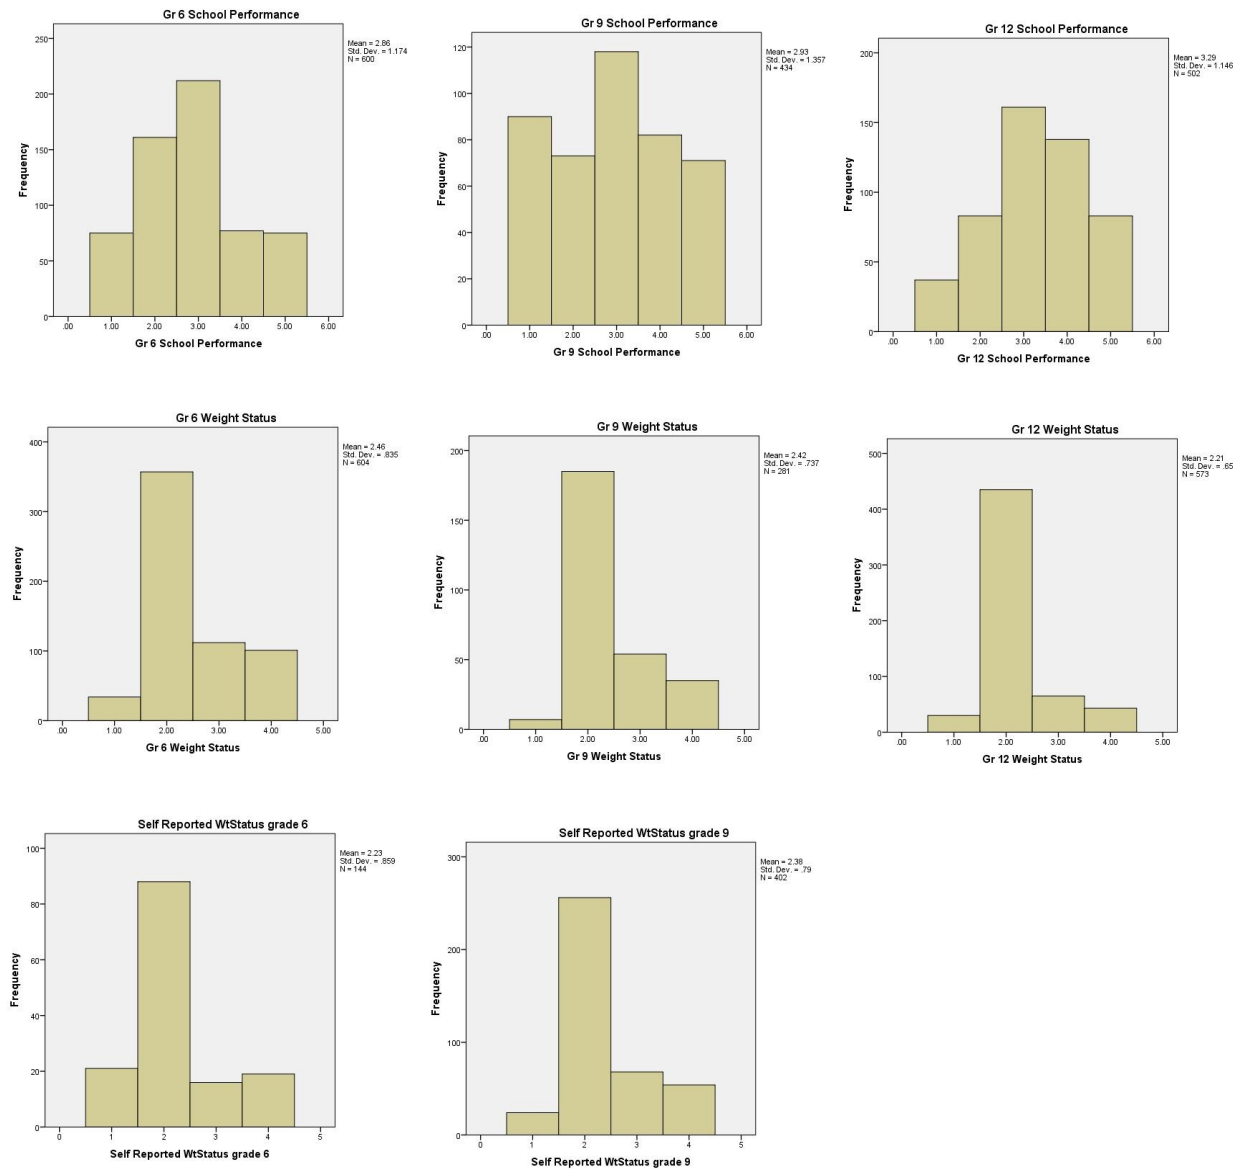 Gr 6 School Performance
Mean = 2.86
Std. Dev. = 1.174
N = 600
250
200
150
100
50
0
Frequency
.00 1.00 2.00 3.00 4.00 5.00 6.00
Gr 6 School Performance
Gr 9 School Performance
Mean = 2.93
Std. Dev. = 1.357
N = 434
120
100
80
60
40
20
0
Frequency
.00 1.00 2.00 3.00 4.00 5.00 6.00
Gr 9 School Performance
Gr 12 School Performance
Mean = 3.29
Std. Dev. = 1.146
N = 502
200
150
100
50
0
Frequency
.00 1.00 2.00 3.00 4.00 5.00 6.00
Gr 12 School Performance
Gr 6 Weight Status
Mean = 2.46
Std. Dev. = .835
N = 604
400
300
200
100
0
Frequency
.00 1.00 2.00 3.00 4.00 5.00
Gr 6 Weight Status
Gr 9 Weight Status
Mean = 2.42
Std. Dev. = .737
N = 281
200
150
100
50
0
Frequency
.00 1.00 2.00 3.00 4.00 5.00
Gr 9 Weight Status
Gr 12 Weight Status
Mean = 2.21
Std. Dev. = .65
N = 573
500
400
300
200
100
0
Frequency
.00 1.00 2.00 3.00 4.00 5.00
Gr 12 Weight Status
Self Reported WtStatus grade 6
Mean = 2.23
Std. Dev. = .859
N = 144
100
80
60
40
20
0
Frequency
0 1 2 3 4 5
Self Reported WtStatus grade 6
Self Reported WtStatus grade 9
Mean = 2.38
Std. Dev. = .79
N = 402
300
200
100
0
Frequency
0 1 2 3 4 5
Self Reported WtStatus grade 9